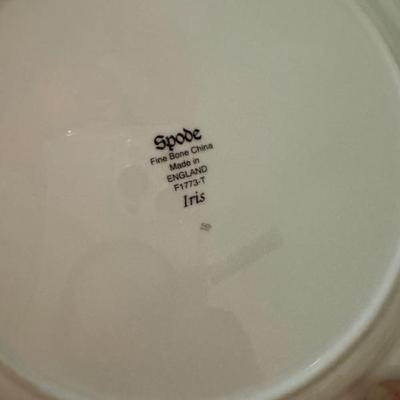 Spode
Fine Bone China
Made in
ENGLAND
F1773-T
Iris